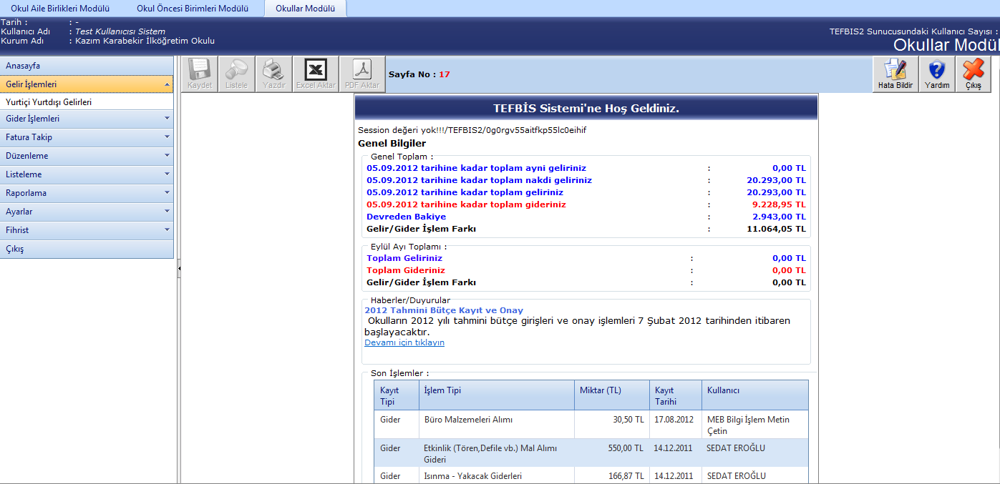 Okul Aile Birlikleri Modülü Okul Öncesi Birimleri Modülü Okullar Modülü
Tarih : : -
Kullanıcı Adı : Test Kullanıcısı Sistem
Kurum Adı : Kazım Karabekir İlköğretim Okulu
TEFBIS2 Sunucusundaki Kullanıcı Sayısı :
Okullar Modül
Anasayfa
Gelir İşlemleri
Yurtiçi Yurtdışı Gelirleri
Gider İşlemleri
Fatura Takip
Düzenleme
Listeleme
Raporlama
Ayarlar
Fihrist
Çıkış
Kaydet Listele Yazdır Excel Aktar PDF Aktar
Sayfa No : 17
Hata Bildir Yardım Çıkış
TEFBİS Sistemi'ne Hoş Geldiniz.
Session değeri yok!!!/TEFBIS2/0g0rgv55aitfkp55lc0eihif
Genel Bilgiler
Genel Toplam :
05.09.2012 tarihine kadar toplam ayni geliriniz : 0,00 TL
05.09.2012 tarihine kadar toplam nakdi geliriniz : 20.293,00 TL
05.09.2012 tarihine kadar toplam geliriniz : 20.293,00 TL
05.09.2012 tarihine kadar toplam gideriniz : 9.228,95 TL
Devreden Bakiye : 2.943,00 TL
Gelir/Gider İşlem Farkı : 11.064,05 TL
Eylül Ayı Toplamı :
Toplam Geliriniz : 0,00 TL
Toplam Gideriniz : 0,00 TL
Gelir/Gider İşlem Farkı : 0,00 TL
Haberler/Duyurular
2012 Tahmini Bütçe Kayıt ve Onay
Okulların 2012 yılı tahmini bütçe girişleri ve onay işlemleri 7 Şubat 2012 tarihinden itibaren
başlayacaktır.
Devamı için tıklayın
Son İşlemler :
Kayıt Tipi İşlem Tipi Miktar (TL) Kayıt Tarihi Kullanıcı
Gider Büro Malzemeleri Alımı 30,50 TL 17.08.2012 MEB Bilgi İşlem Metin
Çetin
Gider Etkinlik (Tören,Defile vb.) Mal Alımı 550,00 TL 14.12.2011 SEDAT EROĞLU
Gideri
Gider Isınma - Yakacak Giderleri 166,87 TL 14.12.2011 SEDAT EROĞLU